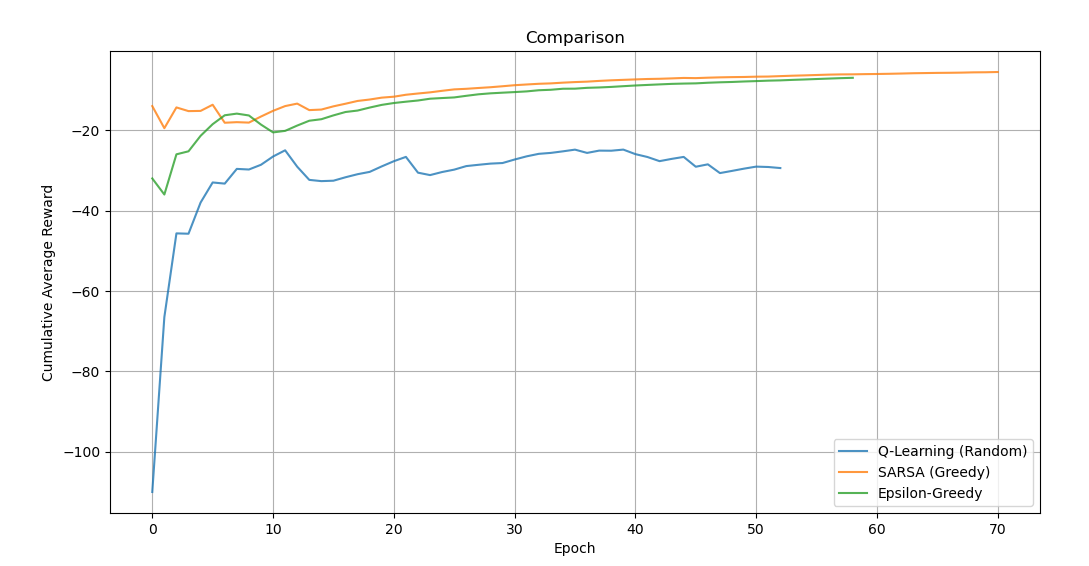 Comparison
Cumulative Average Reward
−20
−40
−60
−80
−100
0 10 20 30 40 50 60 70
Epoch
Q-Learning (Random)
SARSA (Greedy)
Epsilon-Greedy